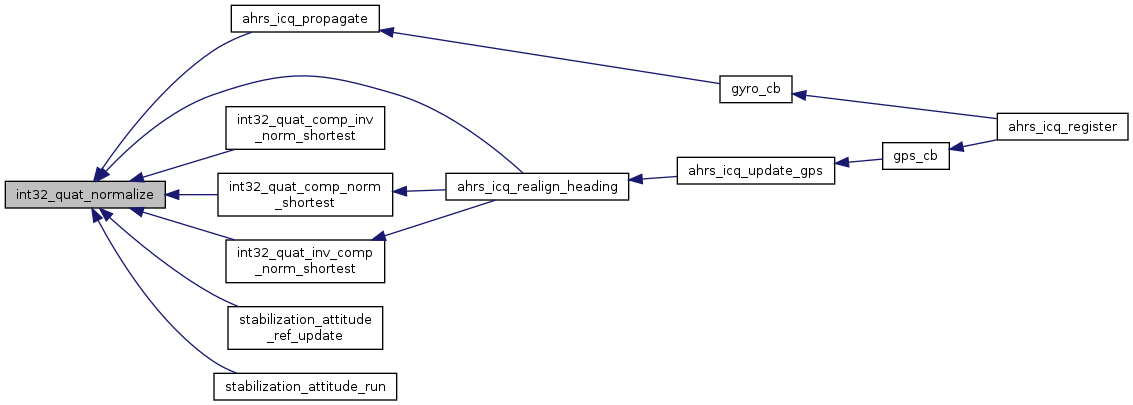 ahrs_icq_propagate
gyro_cb
int32_quat_comp_inv
_norm_shortest
ahrs_icq_register
gps_cb
ahrs_icq_update_gps
int32_quat_normalize
int32_quat_comp_norm
_shortest
ahrs_icq_realign_heading
int32_quat_inv_comp
_norm_shortest
stabilization_attitude
_ref_update
stabilization_attitude_run